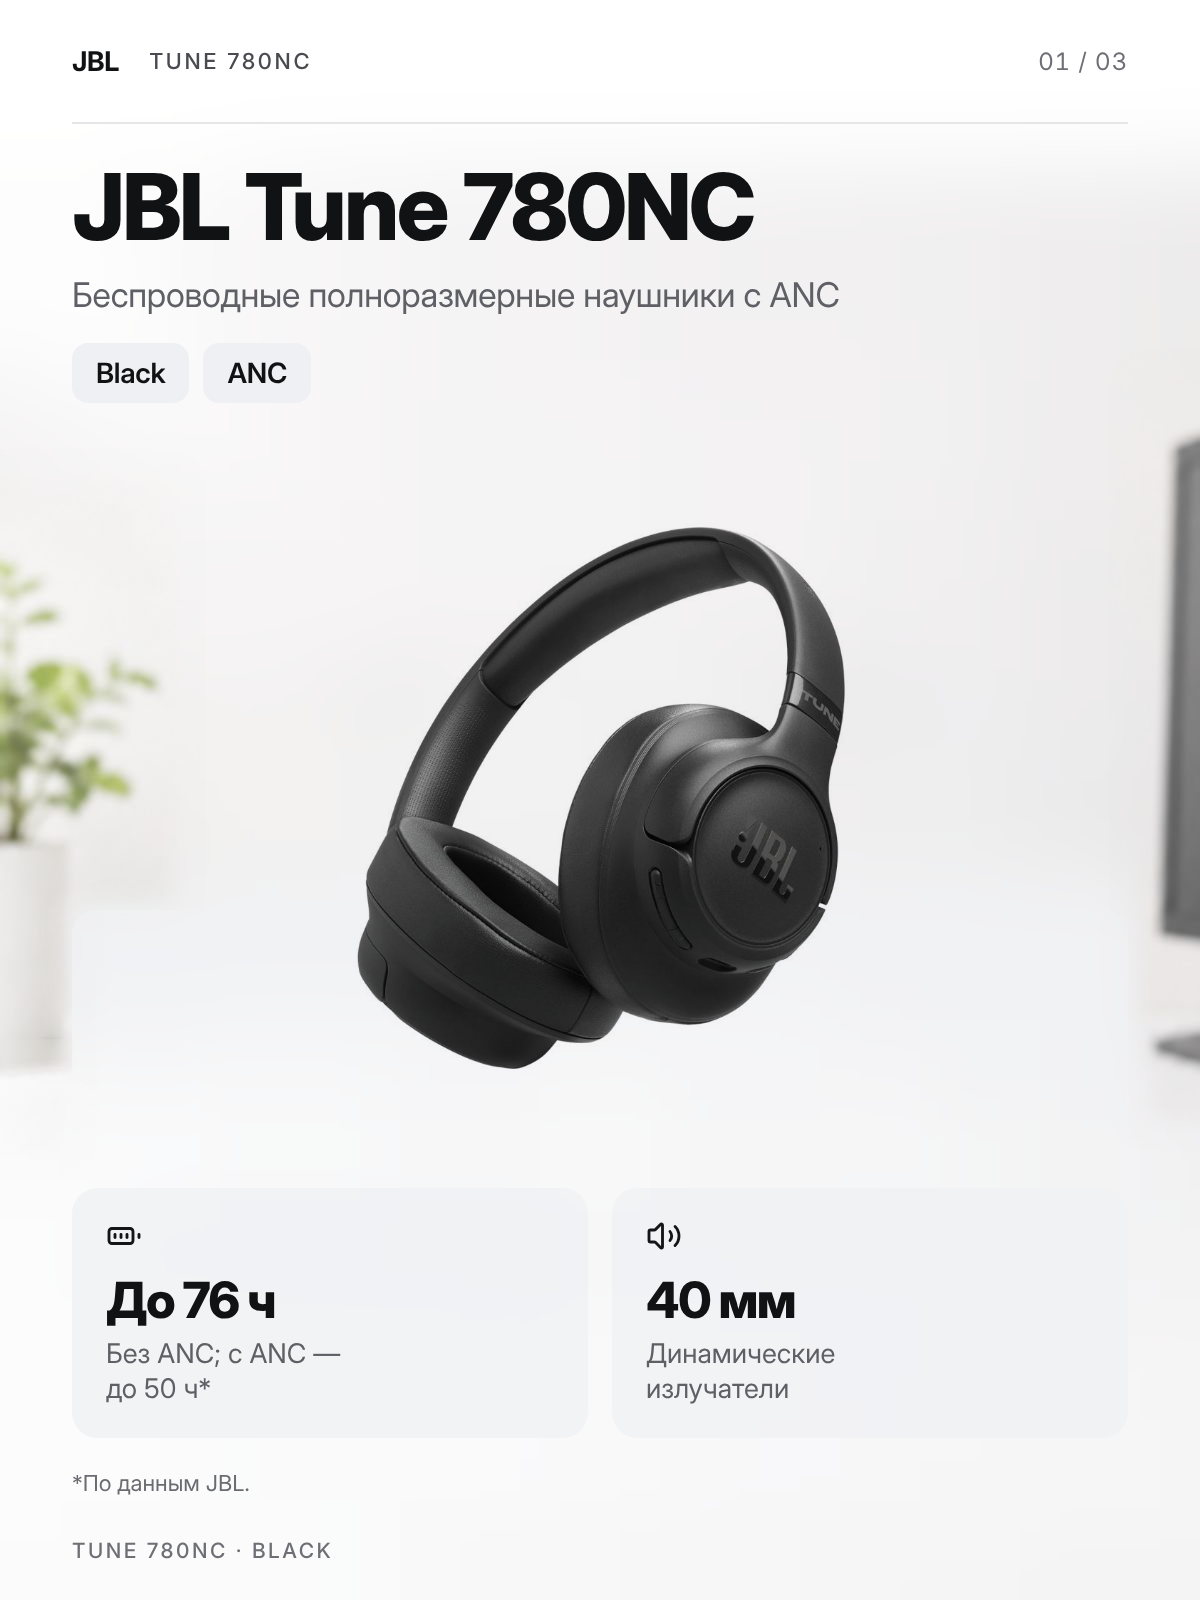 JBL TUNE 780NC 01 / 03
JBL Tune 780NC
Беспроводные полноразмерные наушники с ANC
Black ANC
TUNE
JBL
До 76 ч
Без ANC; с ANC —
до 50 ч*
40 мм
Динамические
излучатели
*По данным JBL.
TUNE 780NC · BLACK